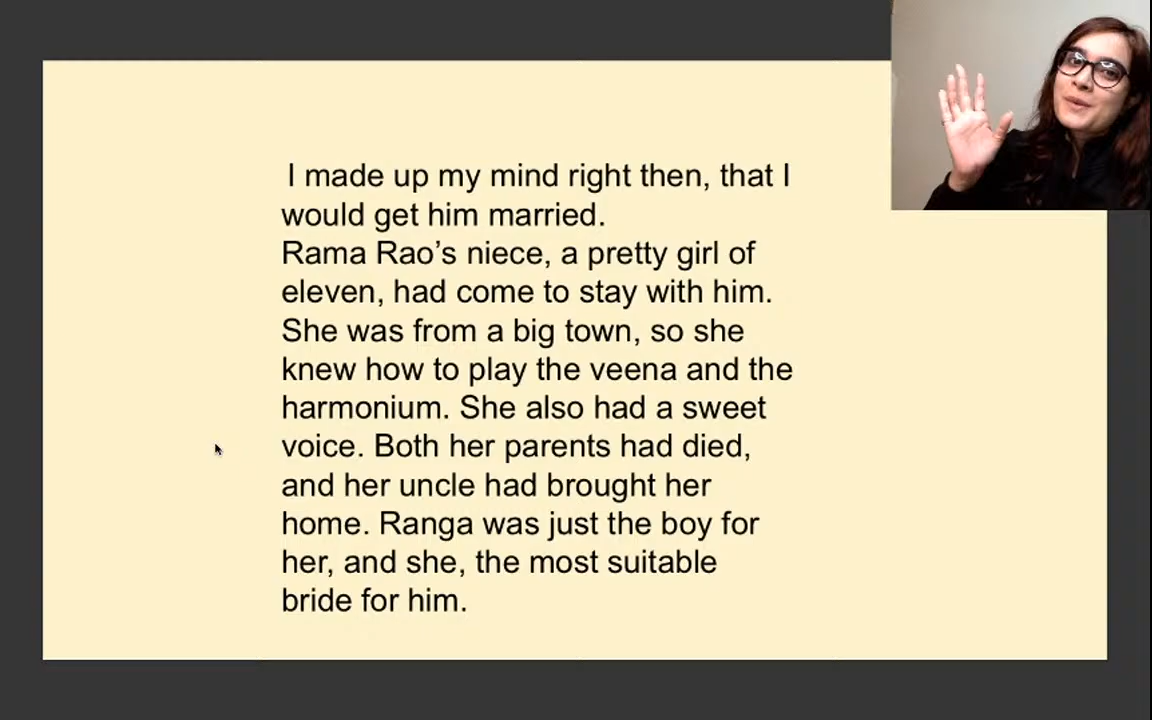 I made up my mind right then, that I
would get him married.
Rama Rao’s niece, a pretty girl of
eleven, had come to stay with him.
She was from a big town, so she
knew how to play the veena and the
harmonium. She also had a sweet
voice. Both her parents had died,
and her uncle had brought her
home. Ranga was just the boy for
her, and she, the most suitable
bride for him.